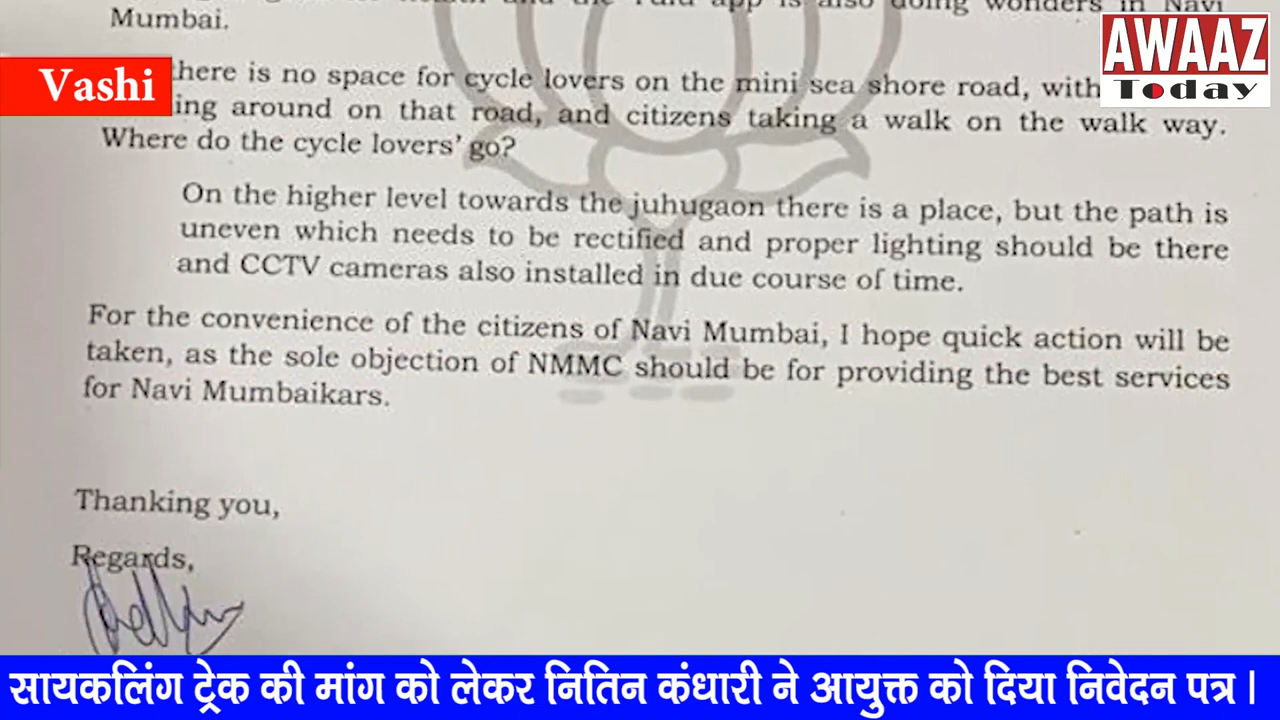 Mumbai.
there is no space for cycle lovers on the mini sea shore road, with
ing around on that road, and citizens taking a walk on the walk way.
Where do the cycle lovers' go?
On the higher level towards the juhugaon there is a place, but the path is
uneven which needs to be rectified and proper lighting should be there
and CCTV cameras also installed in due course of time.
For the convenience of the citizens of Navi Mumbai, I hope quick action will be
taken, as the sole objection of NMMC should be for providing the best services
for Navi Mumbaikars.
Thanking you,
Regards,
Vashi
AWAAZ
Today
सायकलिंग ट्रेक की मांग को लेकर नितिन कंधारी ने आयुक्त को दिया निवेदन पत्र।